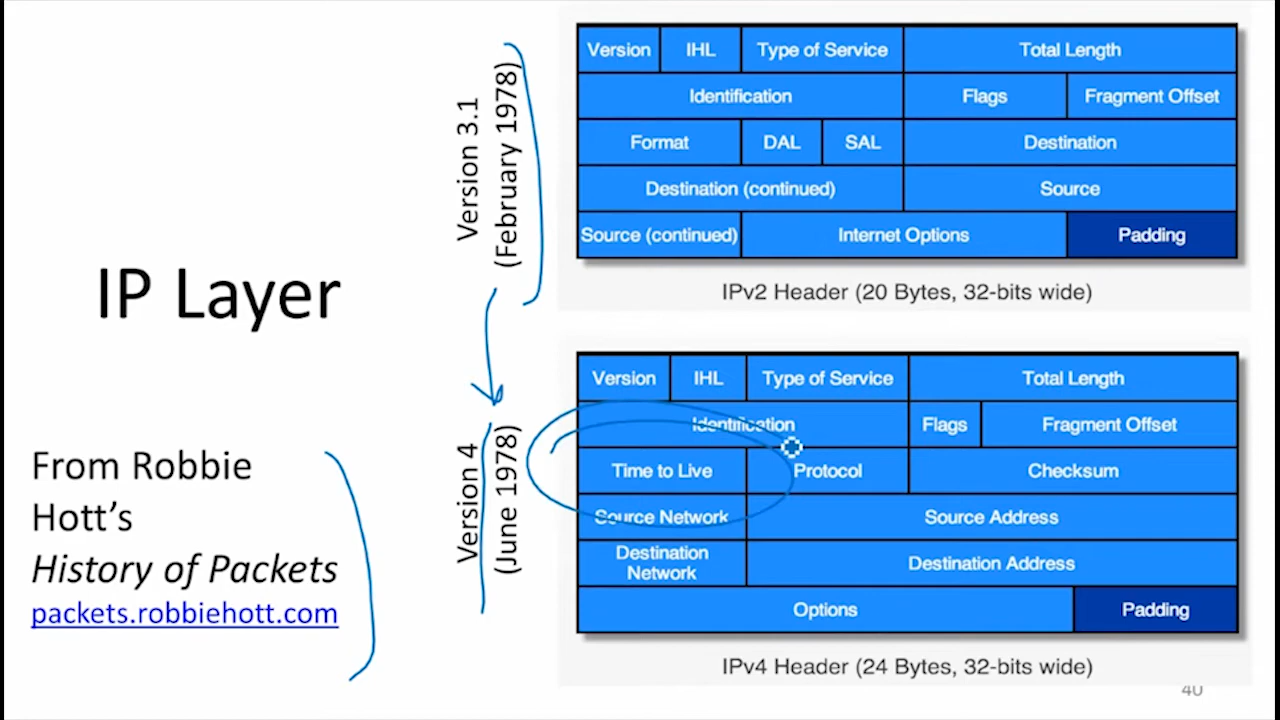 IP Layer
From Robbie
Hott's
History of Packets
packets.robbiehott.com
Version 3.1
(February 1978)
Version IHL Type of Service Total Length
Identification Flags Fragment Offset
Format DAL SAL Destination
Destination (continued) Source
Source (continued) Internet Options Padding
IPv2 Header (20 Bytes, 32-bits wide)
Version 4
(June 1978)
Version IHL Type of Service Total Length
Identification Flags Fragment Offset
Time to Live Protocol Checksum
Source Network Source Address
Destination
Network Destination Address
Options Padding
IPv4 Header (24 Bytes, 32-bits wide)
40